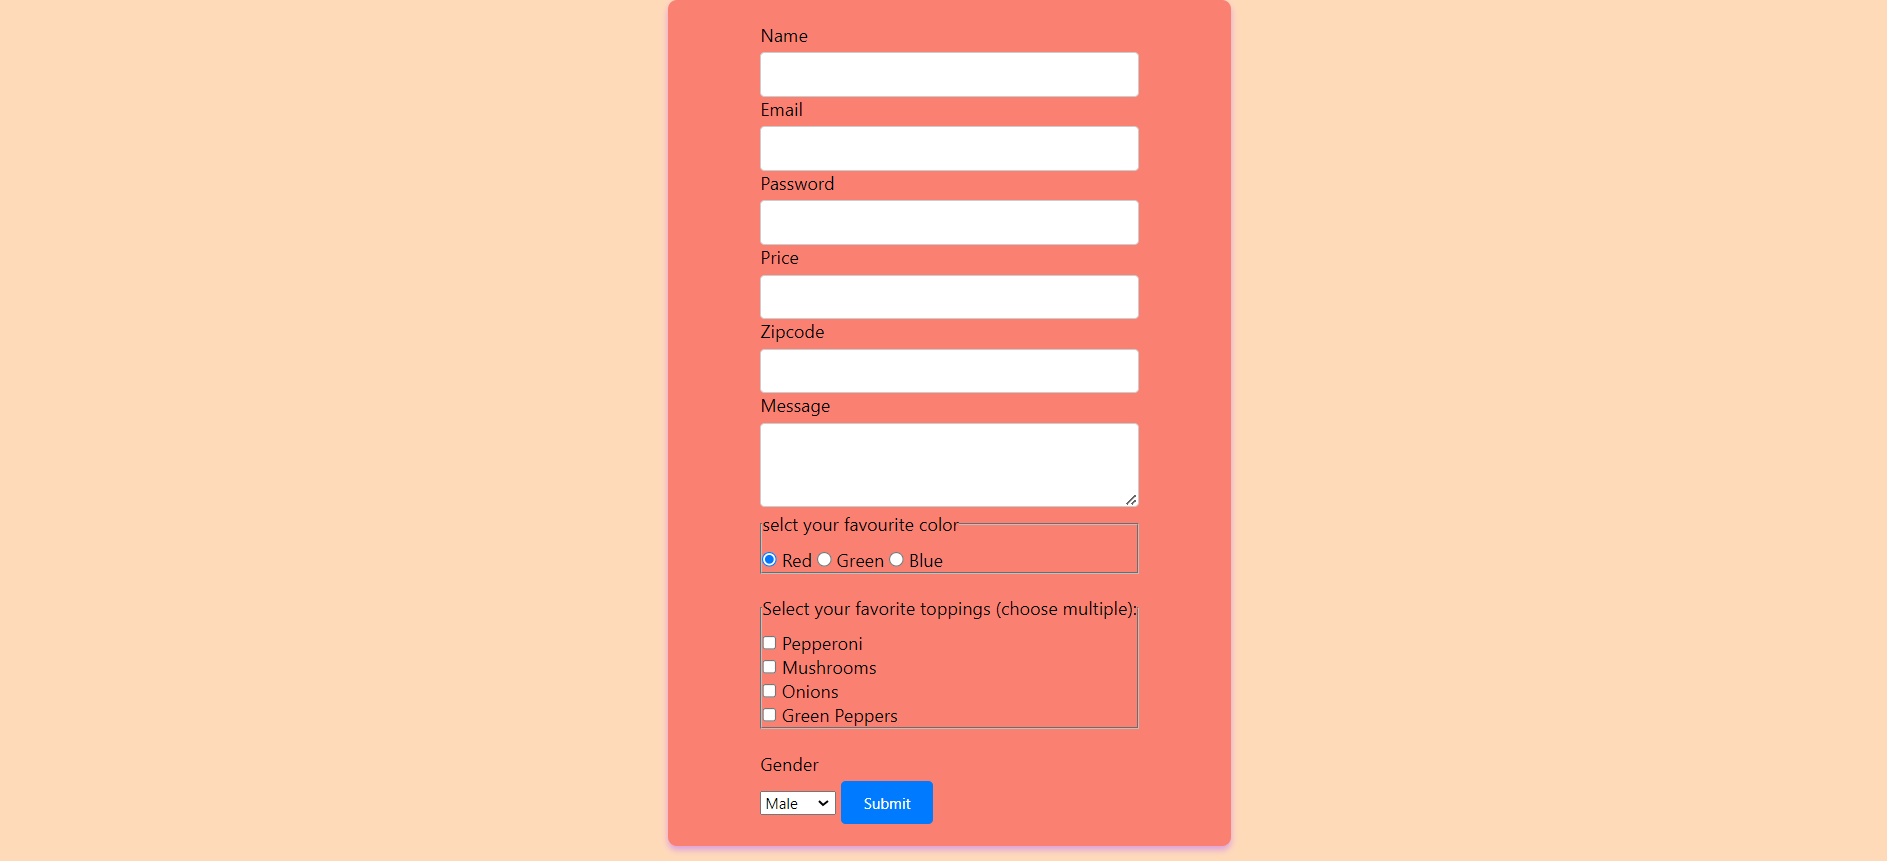 Name
Email
Password
Price
Zipcode
Message
selct your favourite color
Red Green Blue
Select your favorite toppings (choose multiple):
Pepperoni
Mushrooms
Onions
Green Peppers
Gender
Male Submit